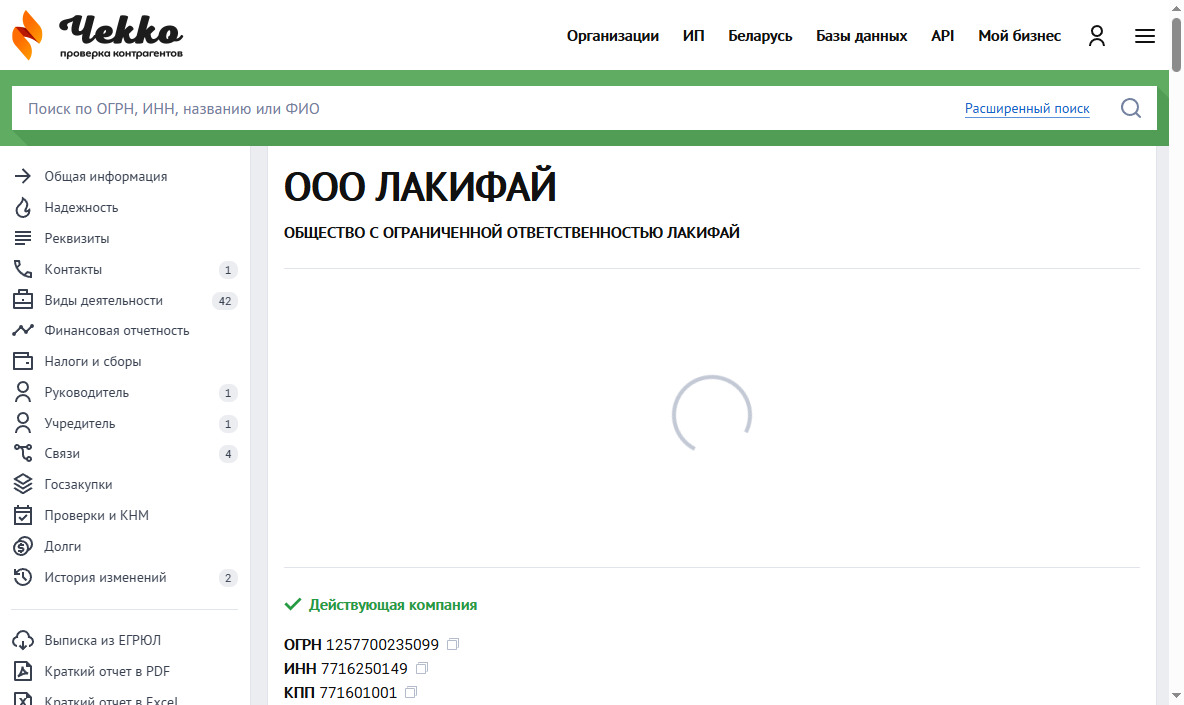 Чекко
проверка контрагентов
Организации ИП Беларусь Базы данных API Мой бизнес
Поиск по ОГРН, ИНН, названию или ФИО Расширенный поиск
Общая информация
Надежность
Реквизиты
Контакты 1
Виды деятельности 42
Финансовая отчетность
Налоги и сборы
Руководитель 1
Учредитель 1
Связи 4
Госзакупки
Проверки и КНМ
Долги
История изменений 2
Выписка из ЕГРЮЛ
Краткий отчет в PDF
Краткий отчет в Excel
ООО ЛАКИФАЙ
ОБЩЕСТВО С ОГРАНИЧЕННОЙ ОТВЕТСТВЕННОСТЬЮ ЛАКИФАЙ
Действующая компания
ОГРН 1257700235099
ИНН 7716250149
КПП 771601001